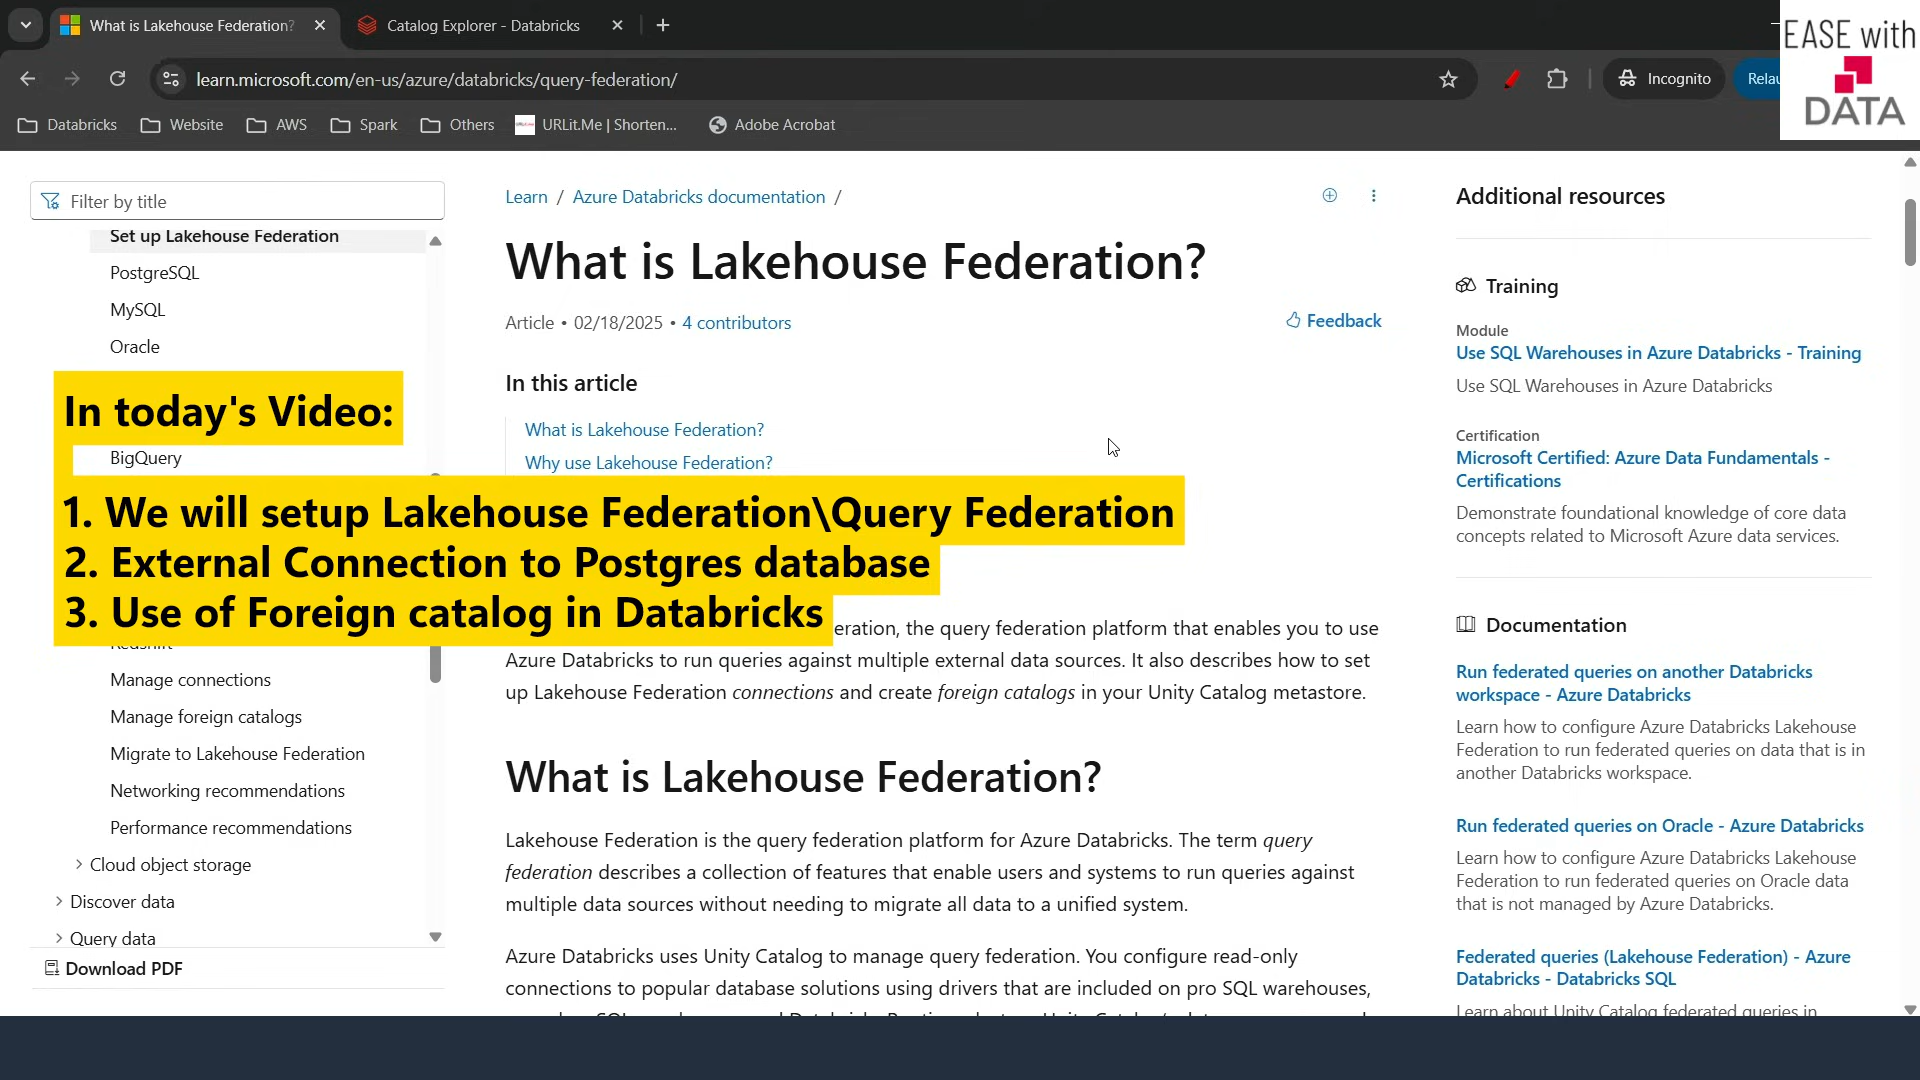 What is Lakehouse Federation?
Catalog Explorer - Databricks
learn.microsoft.com/en-us/azure/databricks/query-federation/
Incognito
Relau
EASE with
DATA
Databricks
Website
AWS
Spark
Others
URLit.Me | Shorten...
Adobe Acrobat
Filter by title
Set up Lakehouse Federation
PostgreSQL
MySQL
Oracle
In today's Video:
BigQuery
1. We will setup Lakehouse Federation\Query Federation
2. External Connection to Postgres database
3. Use of Foreign catalog in Databricks
Redshift
Manage connections
Manage foreign catalogs
Migrate to Lakehouse Federation
Networking recommendations
Performance recommendations
Cloud object storage
Discover data
Query data
Download PDF
Learn / Azure Databricks documentation /
What is Lakehouse Federation?
Article • 02/18/2025 • 4 contributors
Feedback
In this article
What is Lakehouse Federation?
Why use Lakehouse Federation?
eration, the query federation platform that enables you to use
Azure Databricks to run queries against multiple external data sources. It also describes how to set
up Lakehouse Federation connections and create foreign catalogs in your Unity Catalog metastore.
What is Lakehouse Federation?
Lakehouse Federation is the query federation platform for Azure Databricks. The term query
federation describes a collection of features that enable users and systems to run queries against
multiple data sources without needing to migrate all data to a unified system.
Azure Databricks uses Unity Catalog to manage query federation. You configure read-only
connections to popular database solutions using drivers that are included on pro SQL warehouses,
Additional resources
Training
Module
Use SQL Warehouses in Azure Databricks - Training
Use SQL Warehouses in Azure Databricks
Certification
Microsoft Certified: Azure Data Fundamentals -
Certifications
Demonstrate foundational knowledge of core data
concepts related to Microsoft Azure data services.
Documentation
Run federated queries on another Databricks
workspace - Azure Databricks
Learn how to configure Azure Databricks Lakehouse
Federation to run federated queries on data that is in
another Databricks workspace.
Run federated queries on Oracle - Azure Databricks
Learn how to configure Azure Databricks Lakehouse
Federation to run federated queries on Oracle data
that is not managed by Azure Databricks.
Federated queries (Lakehouse Federation) - Azure
Databricks - Databricks SQL
Learn about Unity Catalog federated queries in